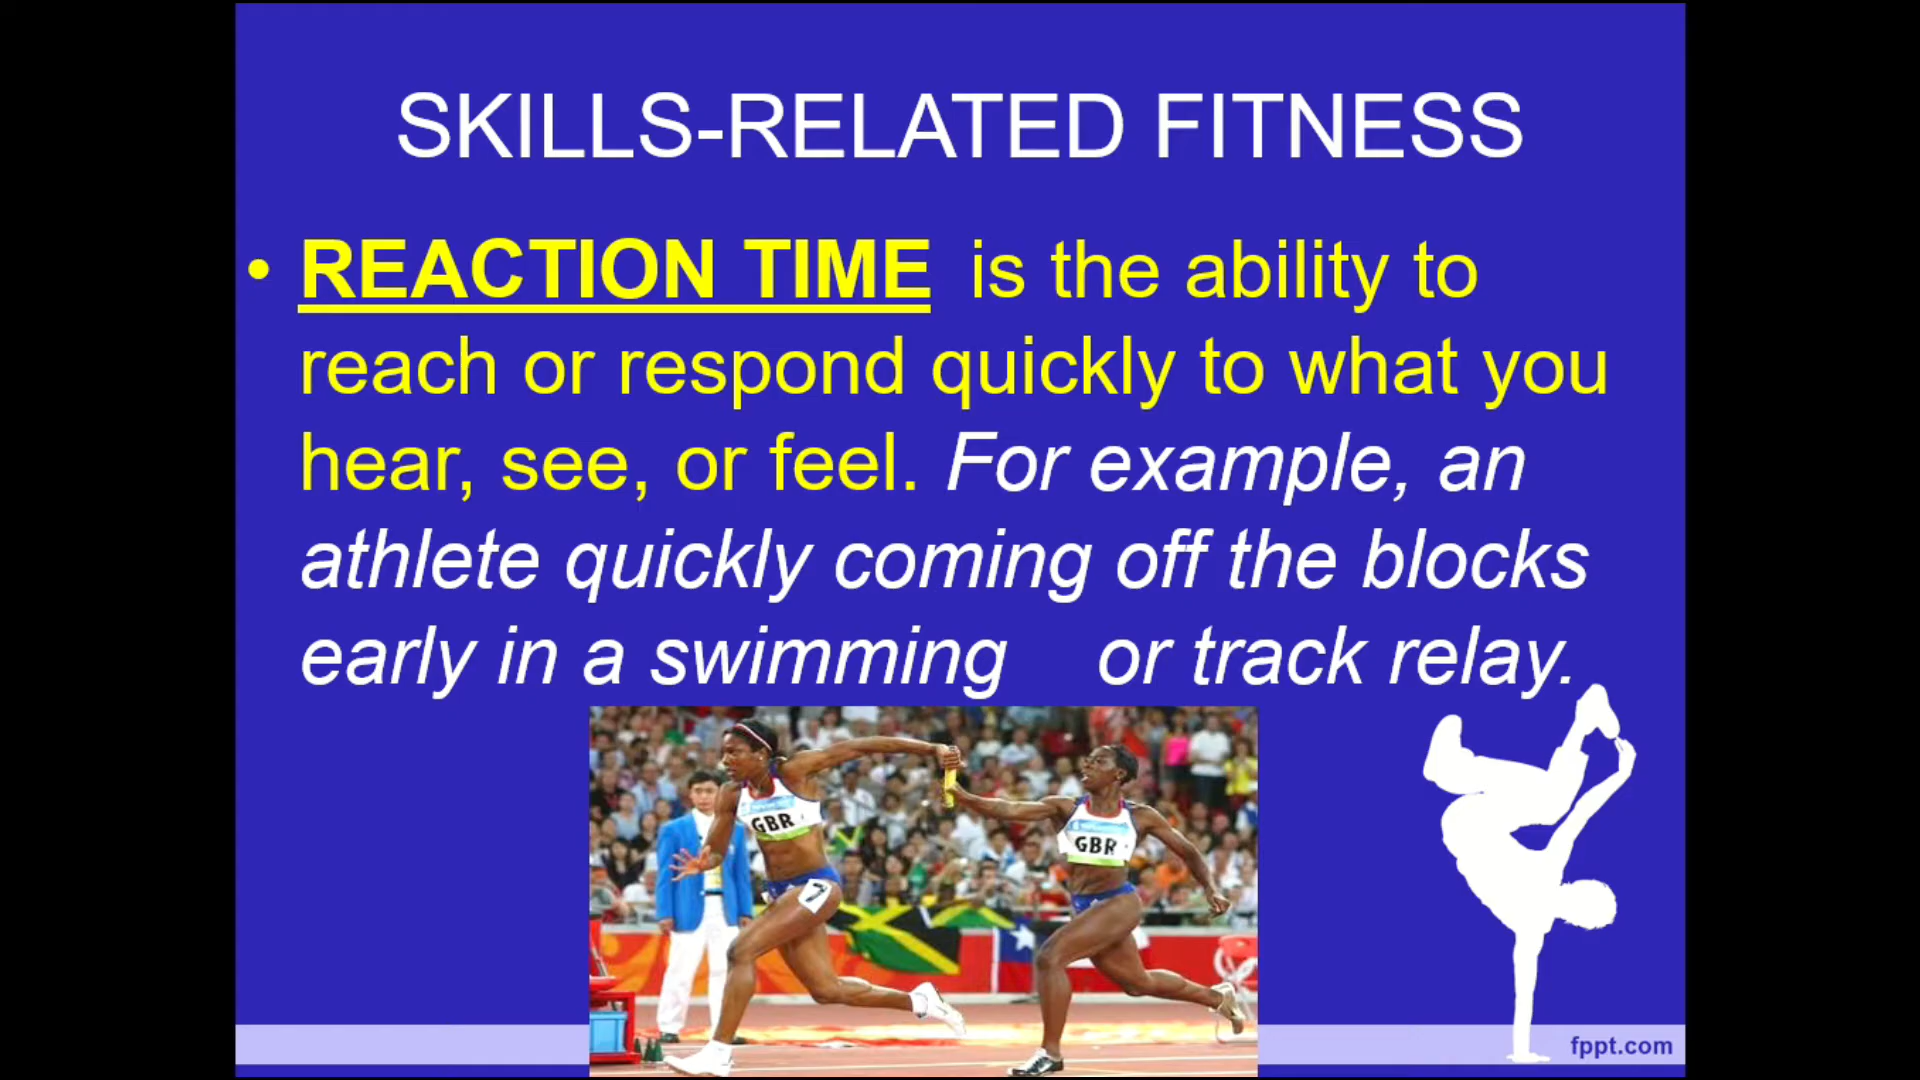 SKILLS-RELATED FITNESS
• REACTION TIME is the ability to
reach or respond quickly to what you
hear, see, or feel. For example, an
athlete quickly coming off the blocks
early in a swimming or track relay.
GBR
GBR
7
fppt.com